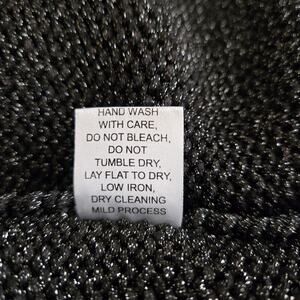 HAND WASH
WITH CARE,
DO NOT BLEACH,
DO NOT
TUMBLE DRY,
LAY FLAT TO DRY,
LOW IRON,
DRY CLEANING
MILD PROCESS